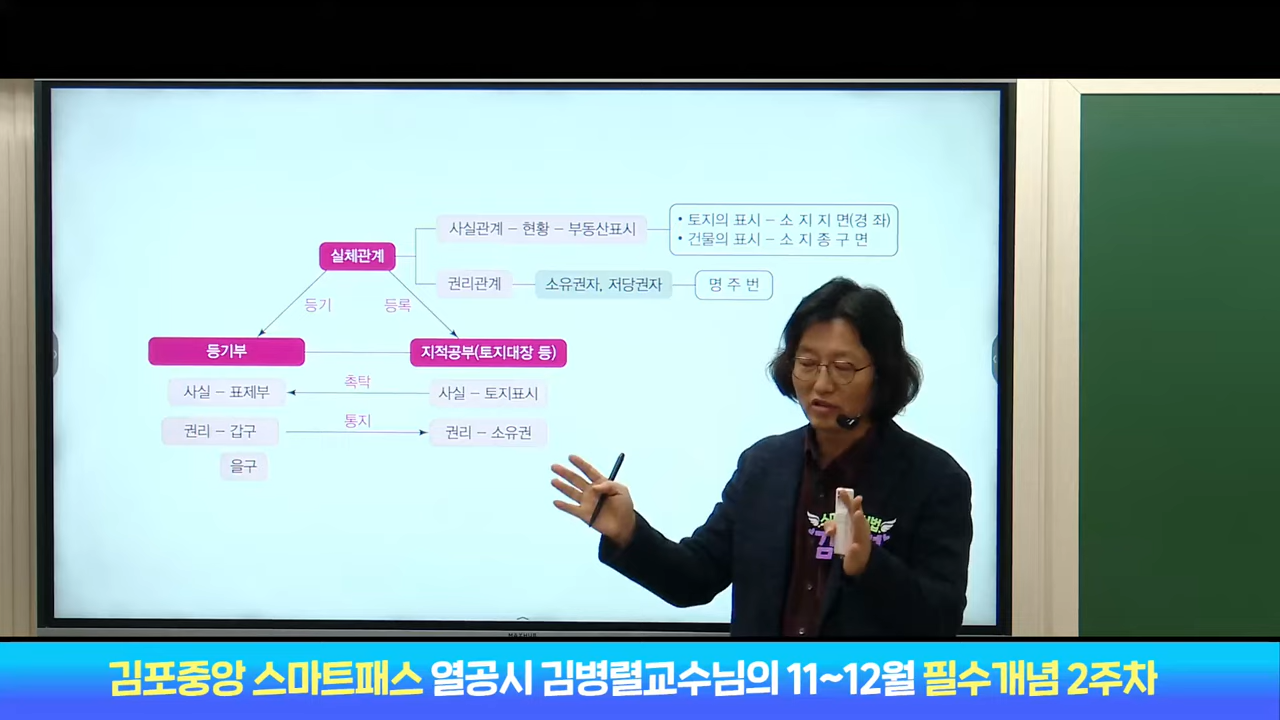 사실관계 – 현황 – 부동산표시
• 토지의 표시 – 소 지 지 면(경 좌)
• 건물의 표시 – 소 지 종 구 면
실체관계
권리관계
소유권자, 저당권자
명 주 번
등기
등록
등기부
지적공부(토지대장 등)
사실 – 표제부
촉탁
사실 – 토지표시
권리 – 갑구
통지
권리 – 소유권
을구
MAXHUB
김포중앙 스마트패스 열공시 김병렬교수님의 11~12월 필수개념 2주차